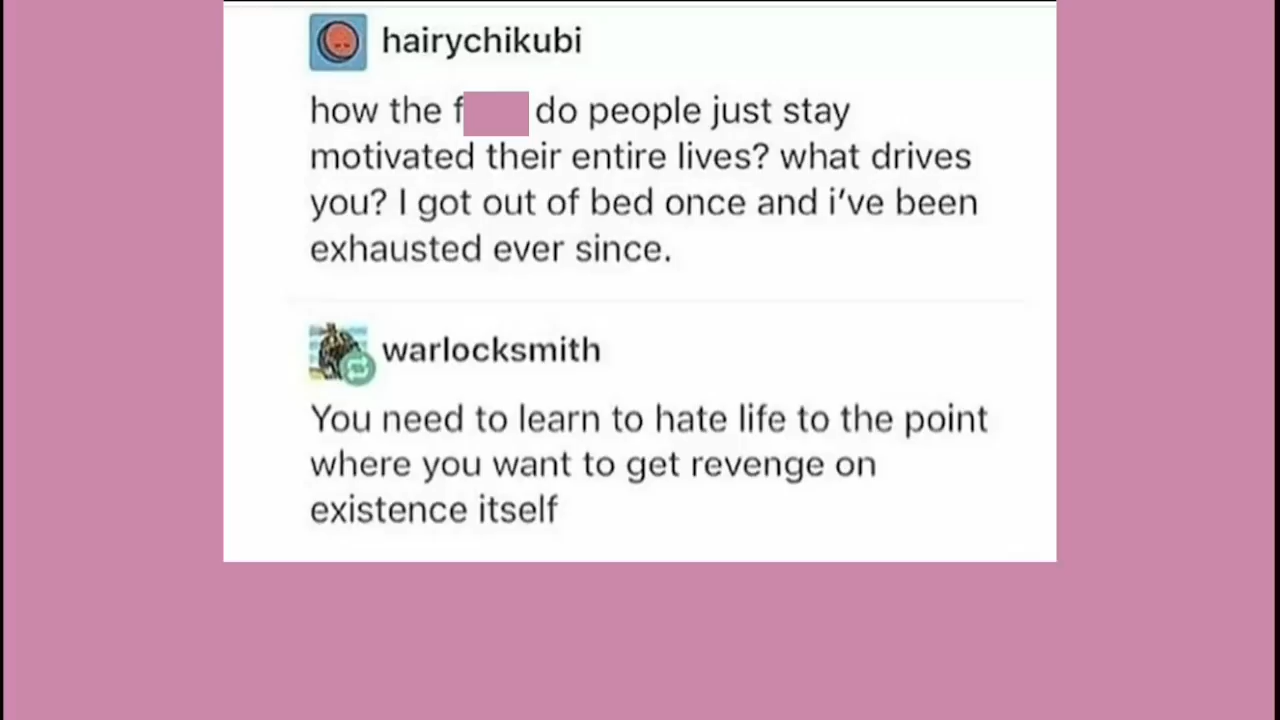 hairychikubi
how the f do people just stay
motivated their entire lives? what drives
you? I got out of bed once and i've been
exhausted ever since.
warlocksmith
You need to learn to hate life to the point
where you want to get revenge on
existence itself